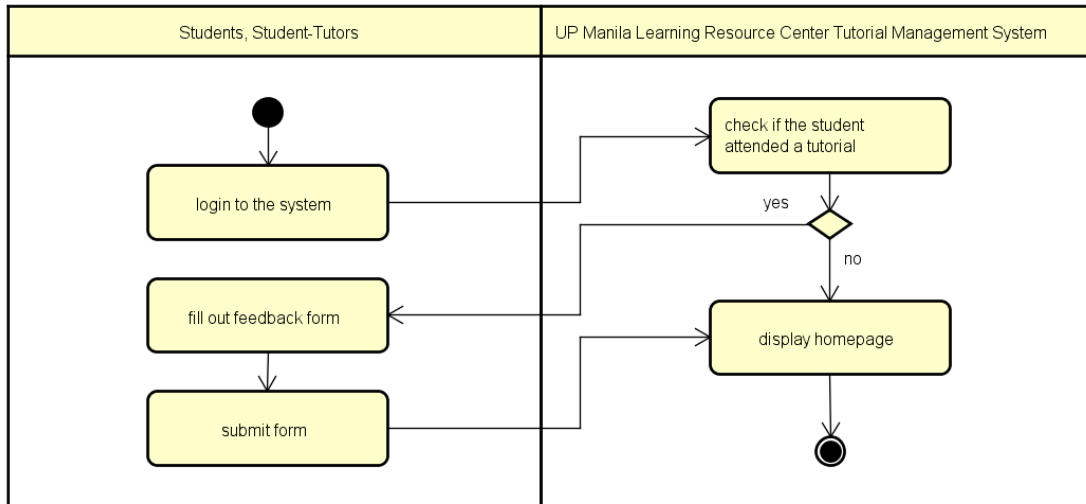 Students, Student-Tutors
UP Manila Learning Resource Center Tutorial Management System
login to the system
check if the student
attended a tutorial
yes
no
fill out feedback form
display homepage
submit form